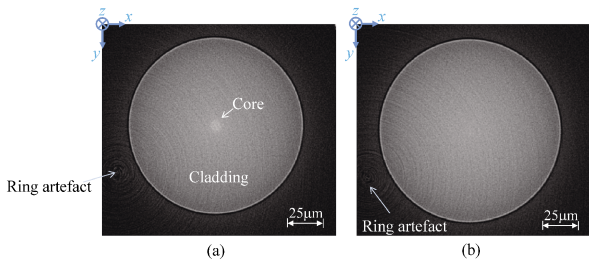 z
x
y
Core
Cladding
Ring artefact
25μm
(a)
z
x
y
Ring artefact
25μm
(b)